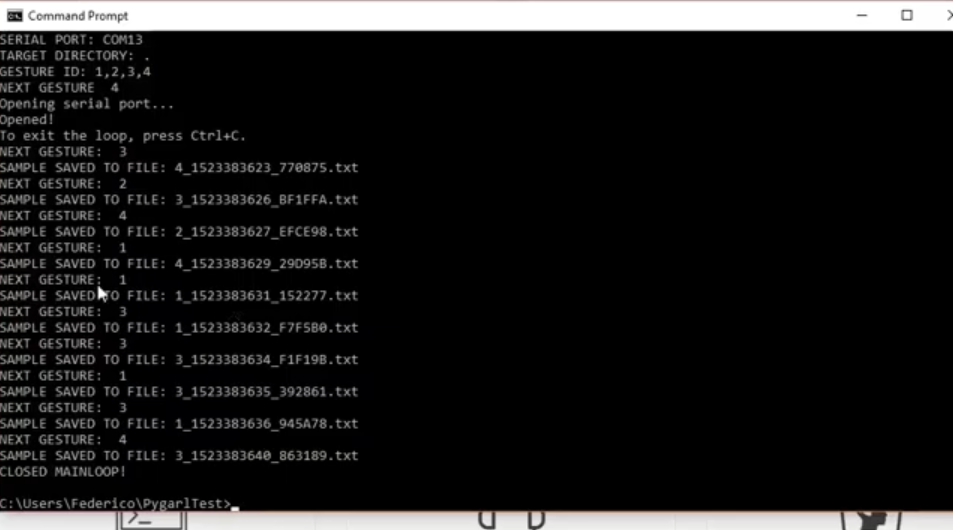 Command Prompt
SERIAL PORT: COM13
TARGET DIRECTORY: .
GESTURE ID: 1,2,3,4
NEXT GESTURE  4
Opening serial port...
Opened!
To exit the loop, press Ctrl+C.
NEXT GESTURE:  3
SAMPLE SAVED TO FILE: 4_1523383623_770875.txt
NEXT GESTURE:  2
SAMPLE SAVED TO FILE: 3_1523383626_BF1FFA.txt
NEXT GESTURE:  4
SAMPLE SAVED TO FILE: 2_1523383627_EFCE98.txt
NEXT GESTURE:  1
SAMPLE SAVED TO FILE: 4_1523383629_29D95B.txt
NEXT GESTURE:  1
SAMPLE SAVED TO FILE: 1_1523383631_152277.txt
NEXT GESTURE:  3
SAMPLE SAVED TO FILE: 1_1523383632_F7F5B0.txt
NEXT GESTURE:  3
SAMPLE SAVED TO FILE: 3_1523383634_F1F19B.txt
NEXT GESTURE:  1
SAMPLE SAVED TO FILE: 3_1523383635_392861.txt
NEXT GESTURE:  3
SAMPLE SAVED TO FILE: 1_1523383636_945A78.txt
NEXT GESTURE:  4
SAMPLE SAVED TO FILE: 3_1523383640_863189.txt
CLOSED MAINLOOP!
C:\Users\Federico\PygarlTest>